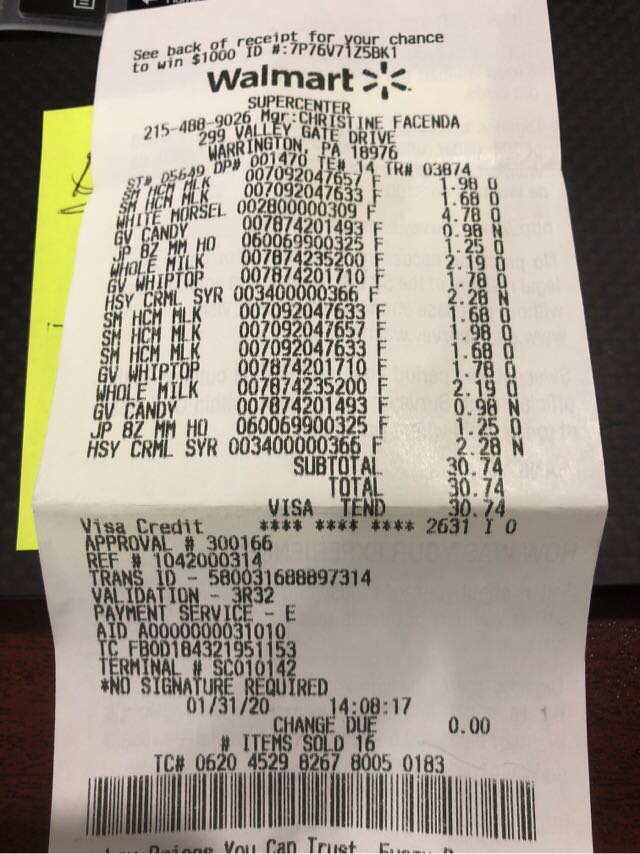 See back of receipt for your chance
to win $1000 ID #:7P76V71Z5BK1
Walmart
SUPERCENTER
215-488-9026 Mgr:CHRISTINE FACENDA
299 VALLEY GATE DRIVE
WARRINGTON, PA 18976
ST# 05649 OP# 001470 TE# 14 TR# 03874
SM HCM MLK 007092047657 F 1.98 O
SM HCM MLK 007092047633 F 1.68 O
WHITE MORSEL 002800000309 F 4.78 O
GV CANDY 007874201493 F 0.98 N
JP 8Z MM HO 060069900325 F 1.25 O
WHOLE MILK 007874235200 F 2.19 O
GV WHIPTOP 007874201710 F 1.78 O
HSY CRML SYR 003400000366 F 2.28 N
SM HCM MLK 007092047633 F 1.68 O
SM HCM MLK 007092047657 F 1.98 O
SM HCM MLK 007092047633 F 1.68 O
GV WHIPTOP 007874201710 F 1.78 O
WHOLE MILK 007874235200 F 2.19 O
GV CANDY 007874201493 F 0.98 N
JP 8Z MM HO 060069900325 F 1.25 O
HSY CRML SYR 003400000366 F 2.28 N
SUBTOTAL 30.74
TOTAL 30.74
VISA TEND 30.74
Visa Credit **** **** **** 2631 I 0
APPROVAL # 300166
REF # 1042000314
TRANS ID - 580031688897314
VALIDATION - 3R32
PAYMENT SERVICE - E
AID A0000000031010
TC FB0D184321951153
TERMINAL # SC010142
*NO SIGNATURE REQUIRED
01/31/20 14:08:17
CHANGE DUE 0.00
# ITEMS SOLD 16
TC# 0620 4529 8267 8005 0183
Low Prices You Can Trust. Every